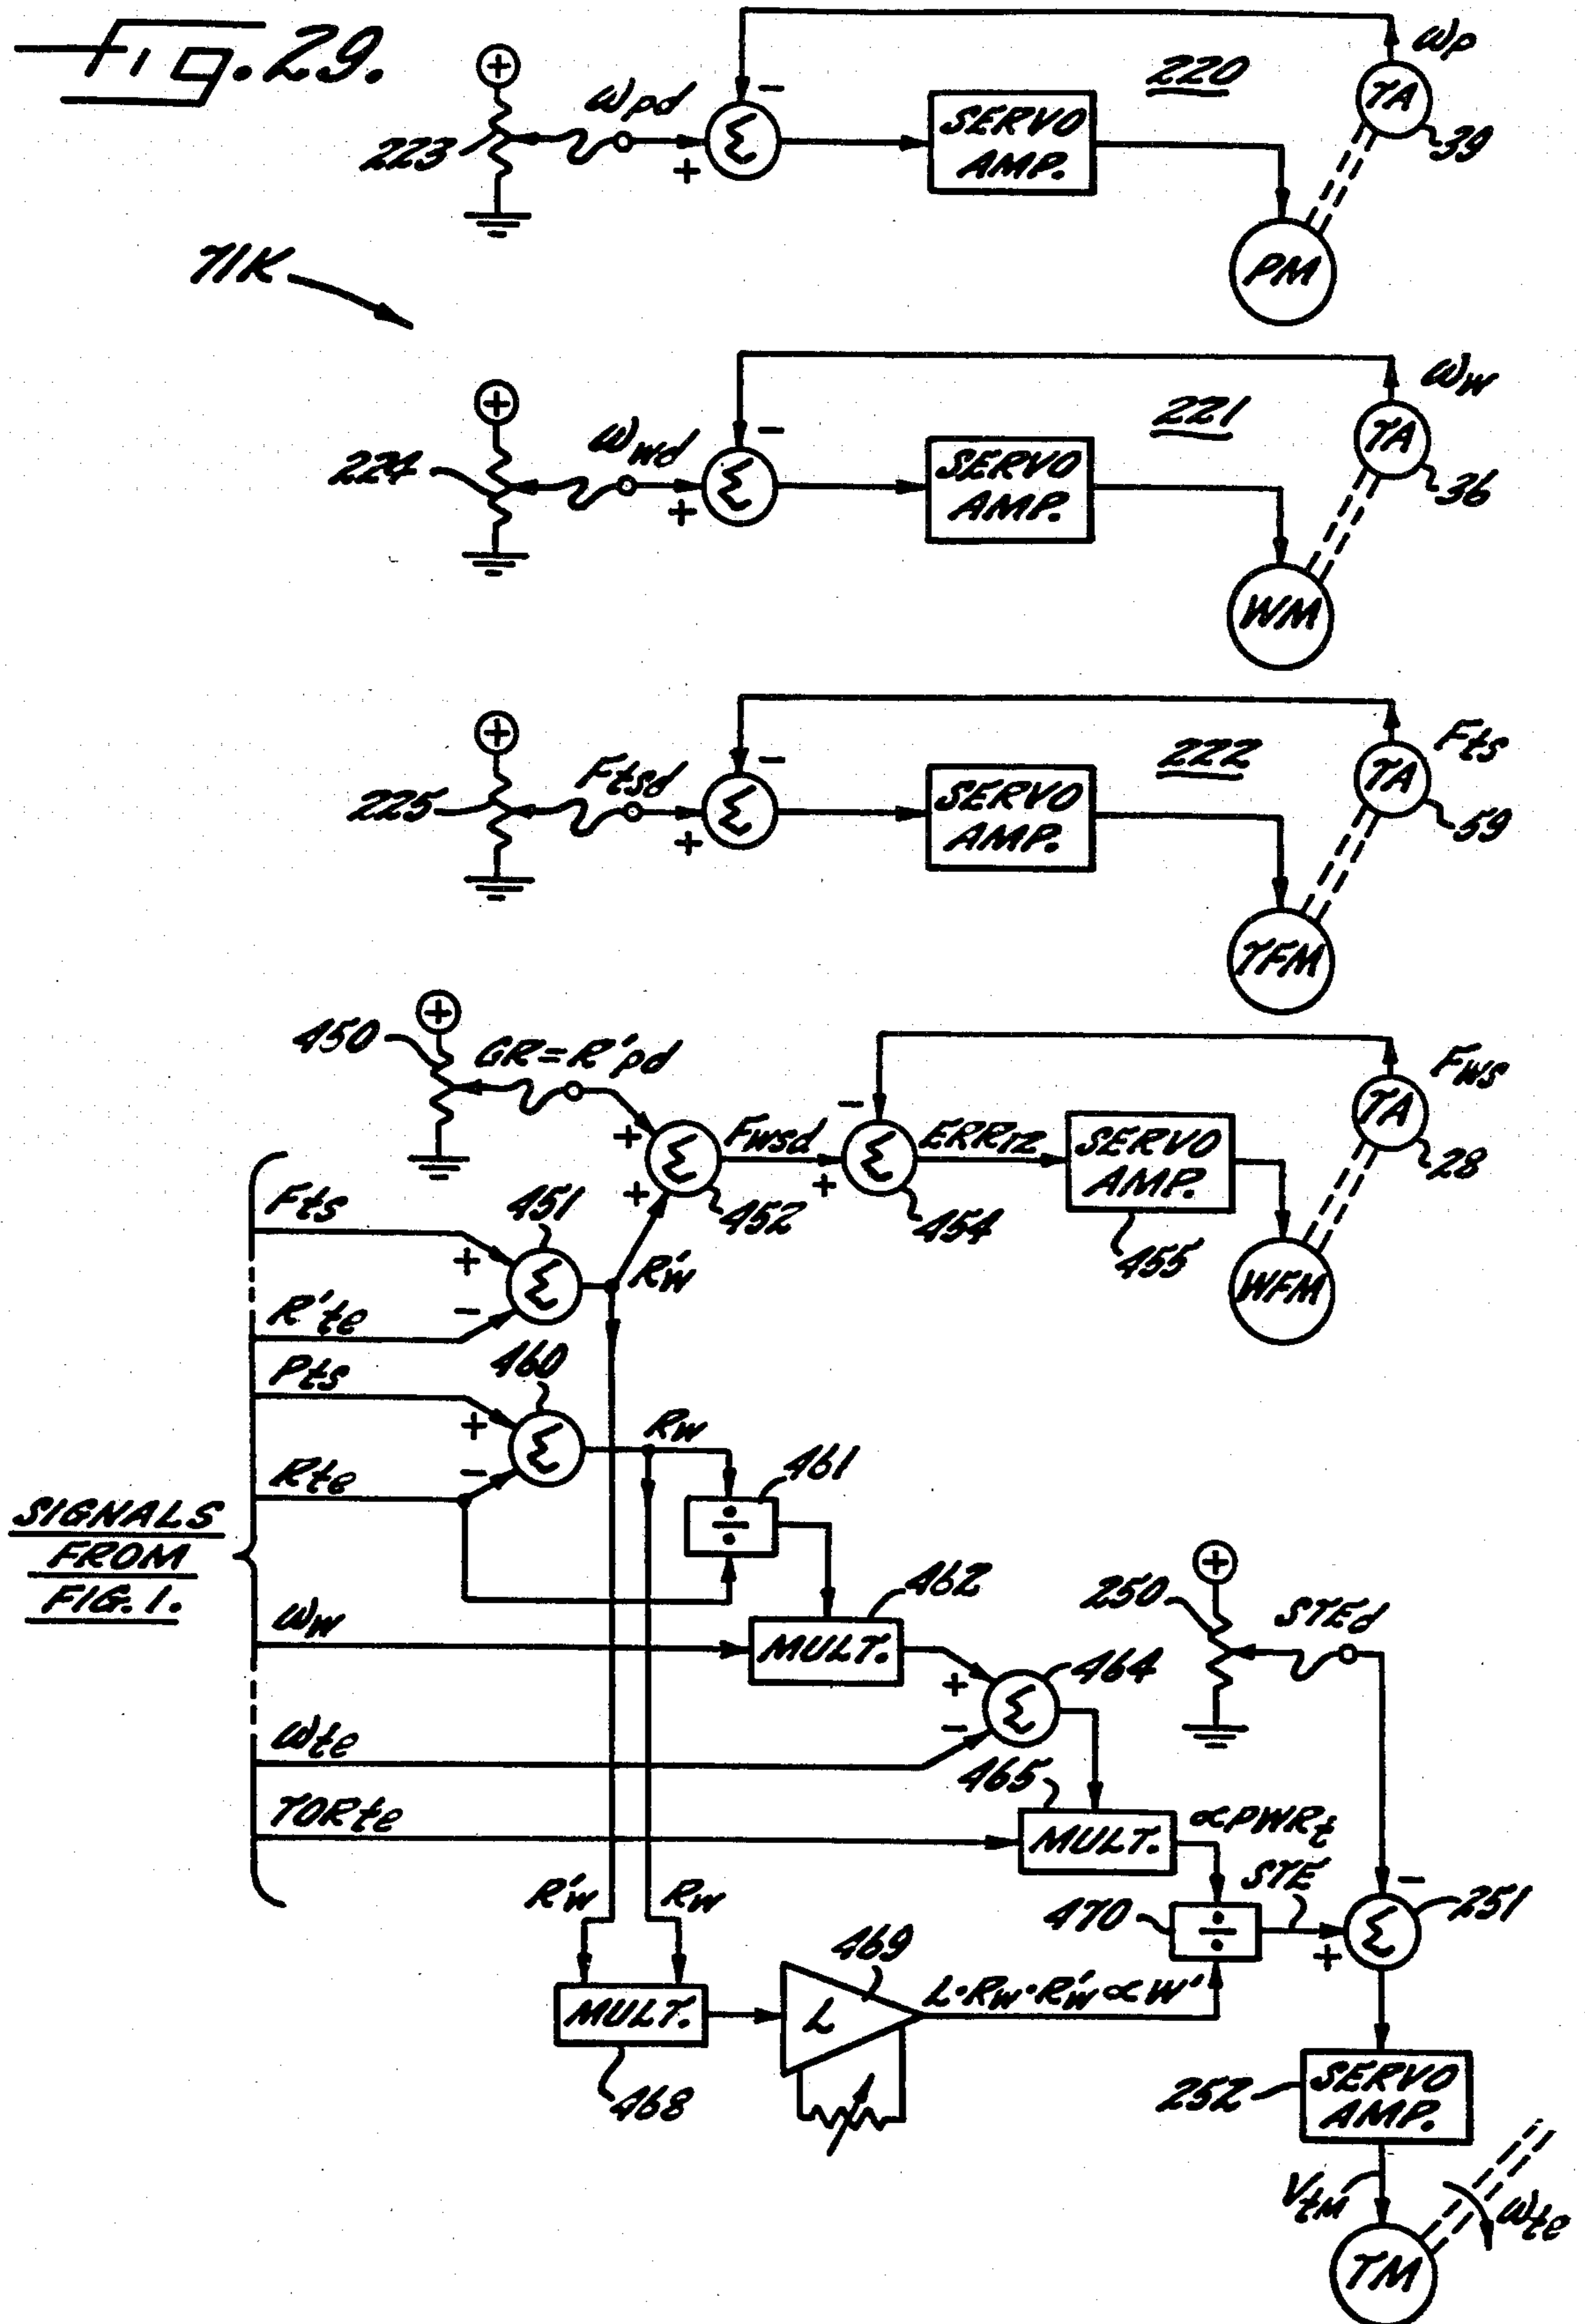 Fig. 29.
+
ωpd
223
+
−
Σ
220
SERVO
AMP.
ωp
TA
39
PM
71K
+
ωwd
224
+
−
Σ
221
SERVO
AMP.
ωw
TA
36
WM
+
Ftsd
225
+
−
Σ
222
SERVO
AMP.
Fts
TA
59
TFM
+
450
GR=R'pd
+
+
Σ
452
Fwsd
+
−
Σ
454
ERR12
SERVO
AMP.
455
Fws
TA
28
WFM
SIGNALS
FROM
FIG. 1.
Fts
+
451
Σ
R'w
R'te
−
Pts
+
460
Σ
Rw
Rte
−
461
÷
462
ωw
MULT.
+
464
Σ
−
ωte
250
+
STEd
465
TORte
MULT.
∝PWRt
R'w
Rw
470
÷
STE
+
−
Σ
251
MULT.
468
L
469
L·Rw·R'w∝W'
252
SERVO
AMP.
VtM
ωte
TM